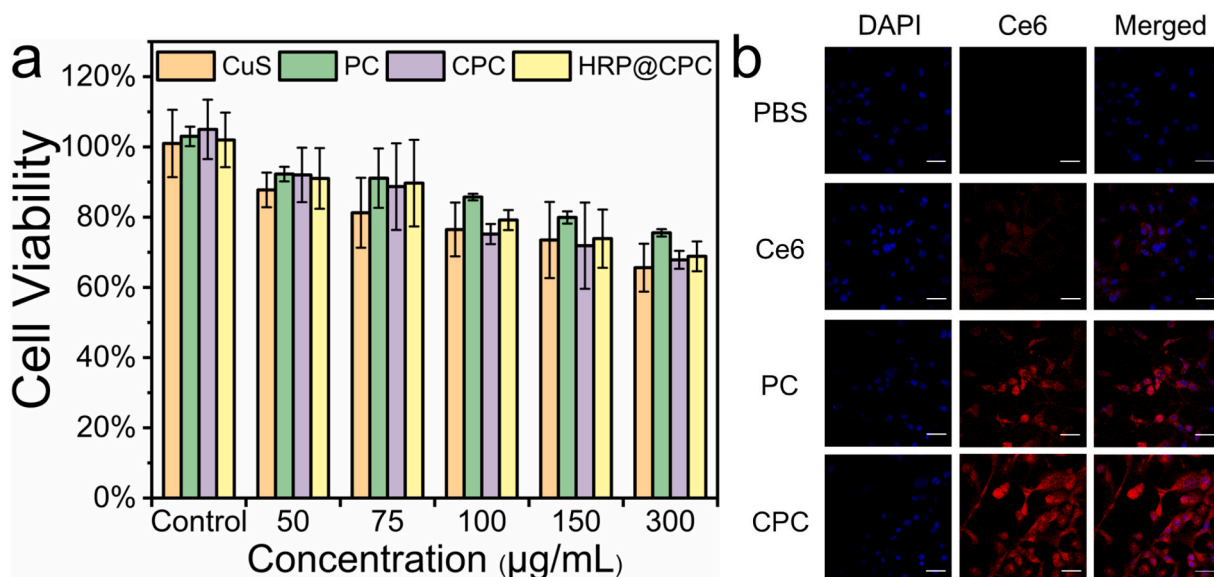 a
CuS PC CPC HRP@CPC
120%
100%
80%
60%
40%
20%
0%
Cell Viability
Control 50 75 100 150 300
Concentration (μg/mL)
b
DAPI Ce6 Merged
PBS
Ce6
PC
CPC